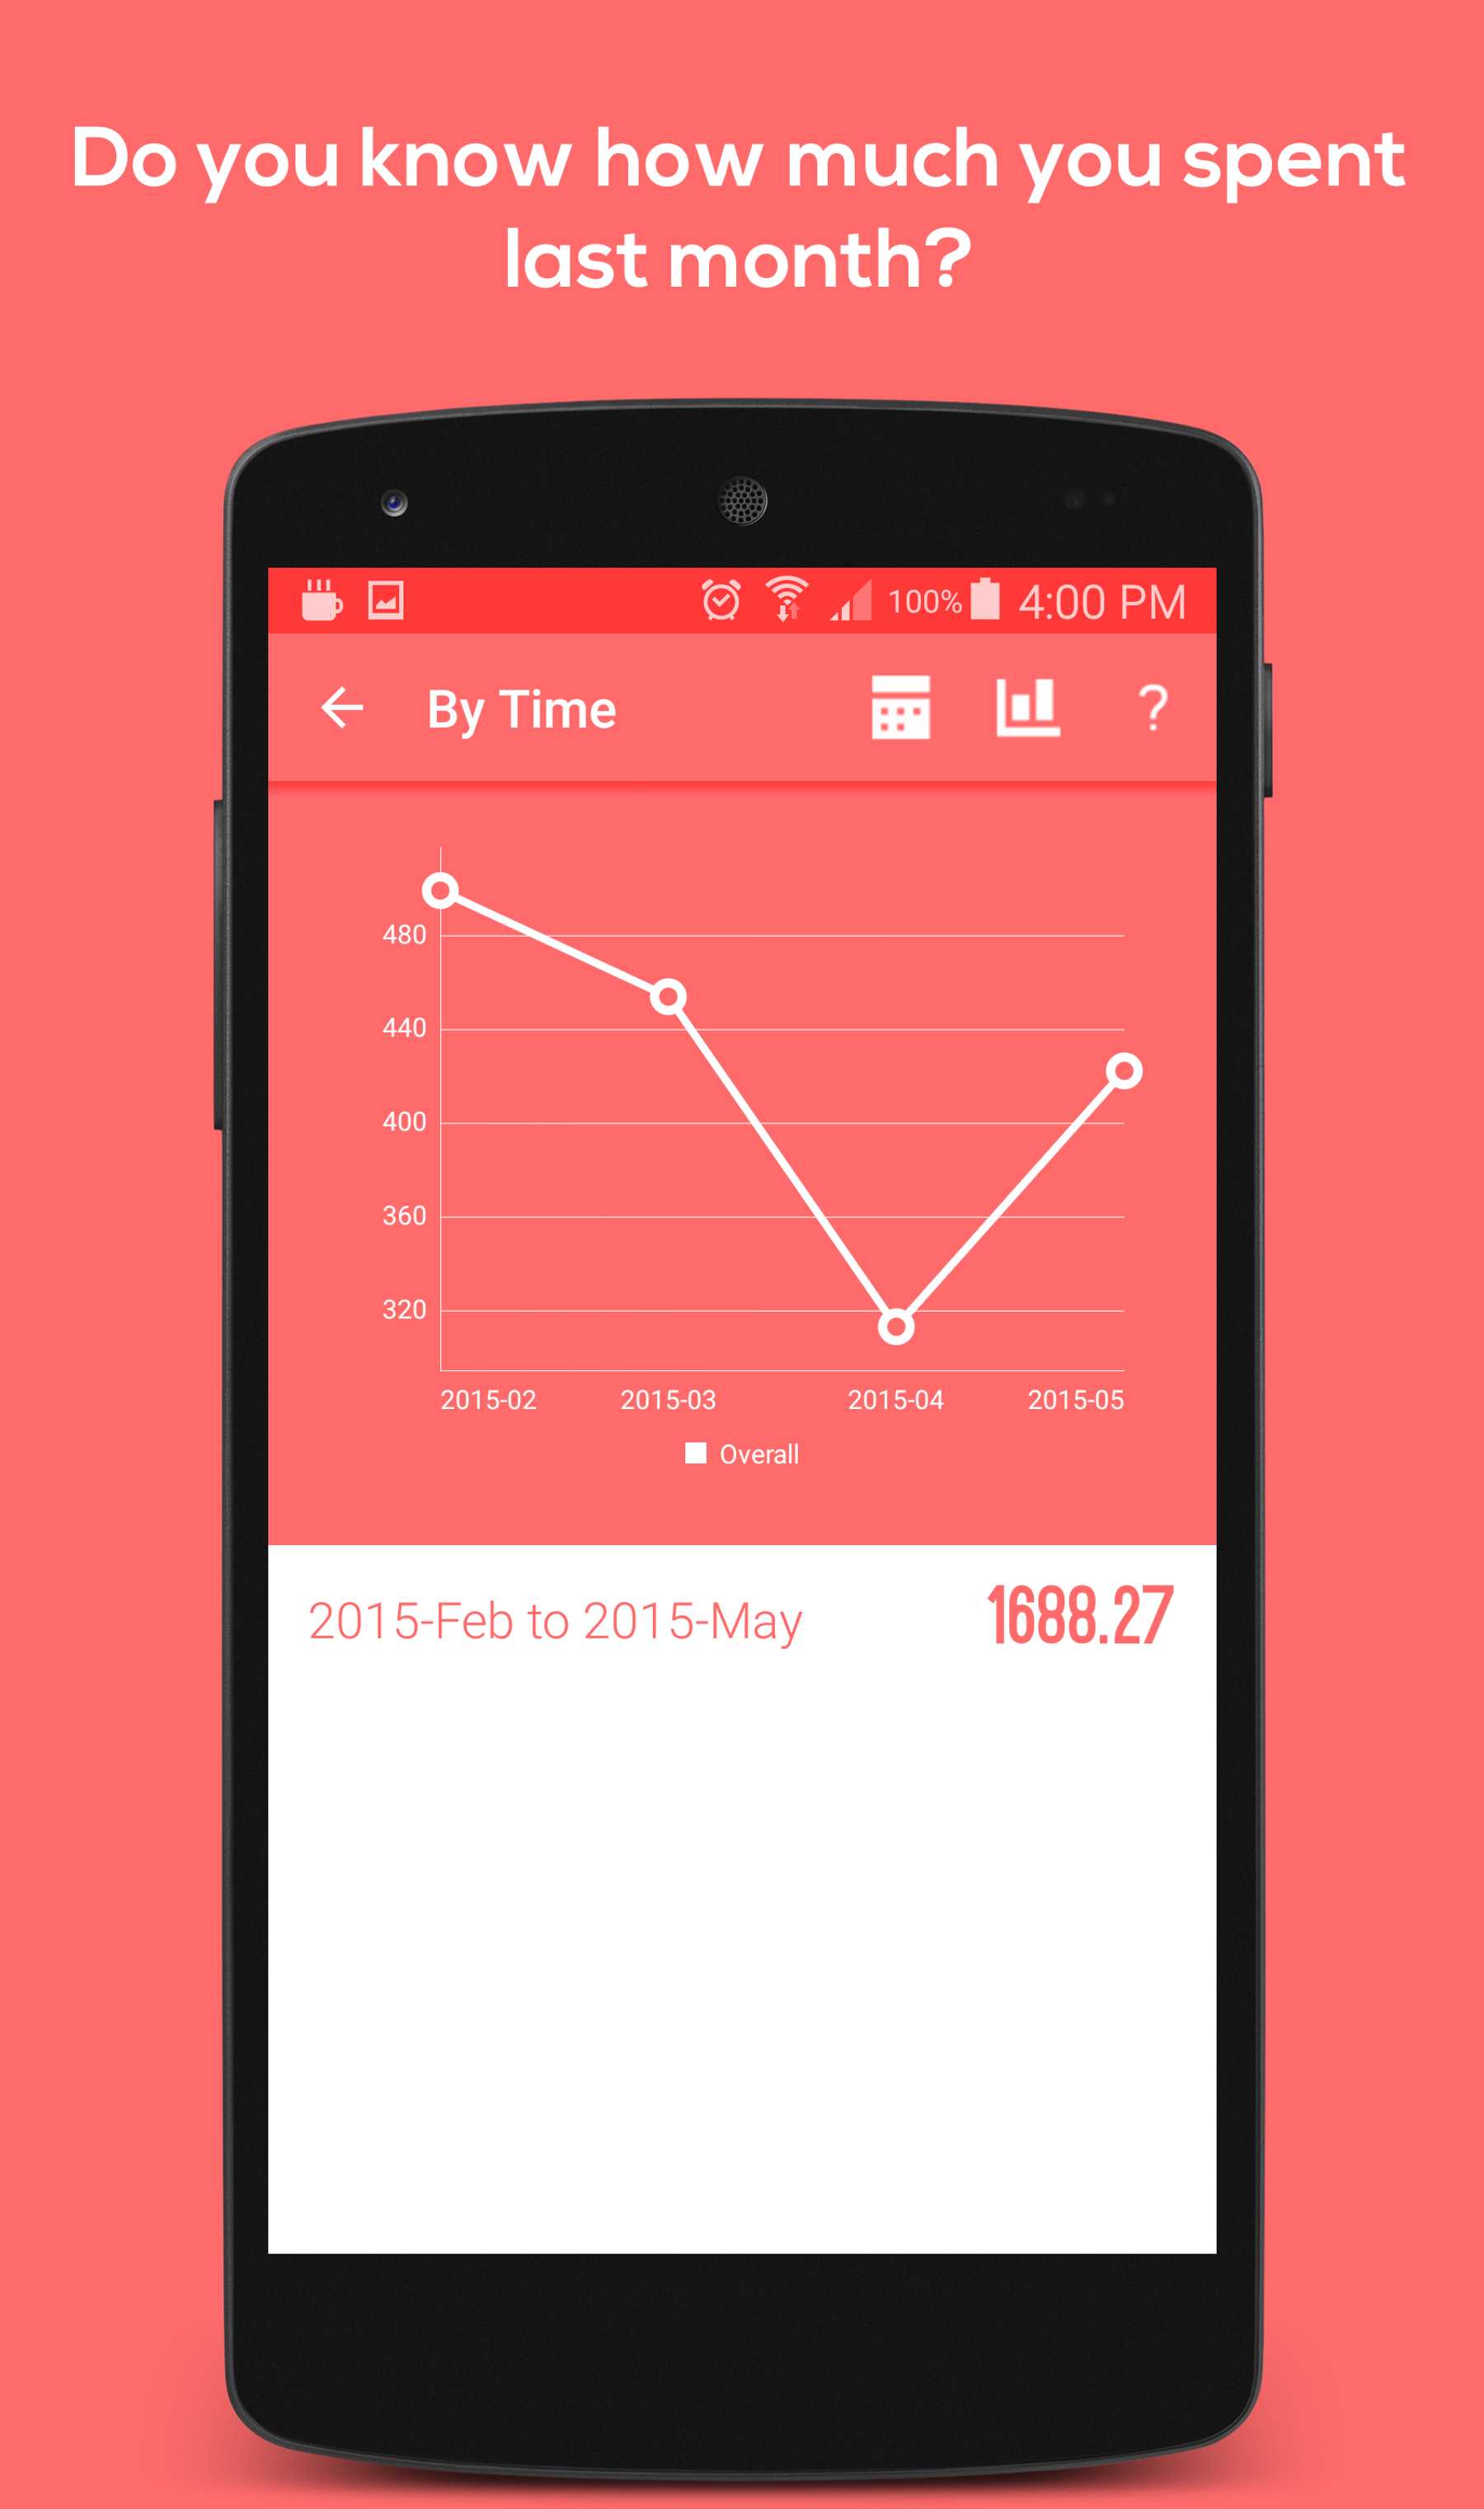 Do you know how much you spent
last month?
100% 4:00 PM
By Time ?
480
440
400
360
320
2015-02 2015-03 2015-04 2015-05
Overall
2015-Feb to 2015-May 1688.27